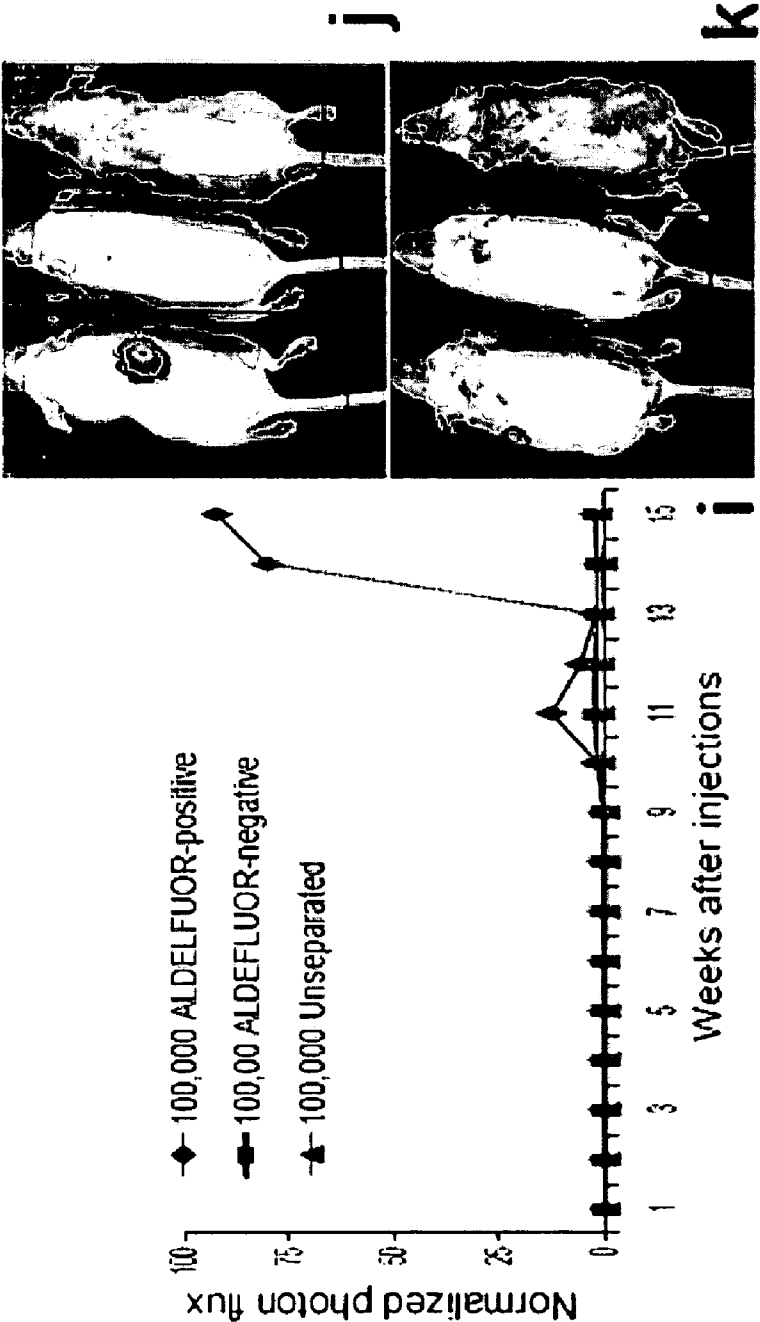 100,000 ALDELFUOR-positive
100,00 ALDEFLUOR-negative
100,000 Unseparated
Normalized photon flux
100
75
50
25
0
1
3
5
7
9
11
13
15
Weeks after injections
i
j
k